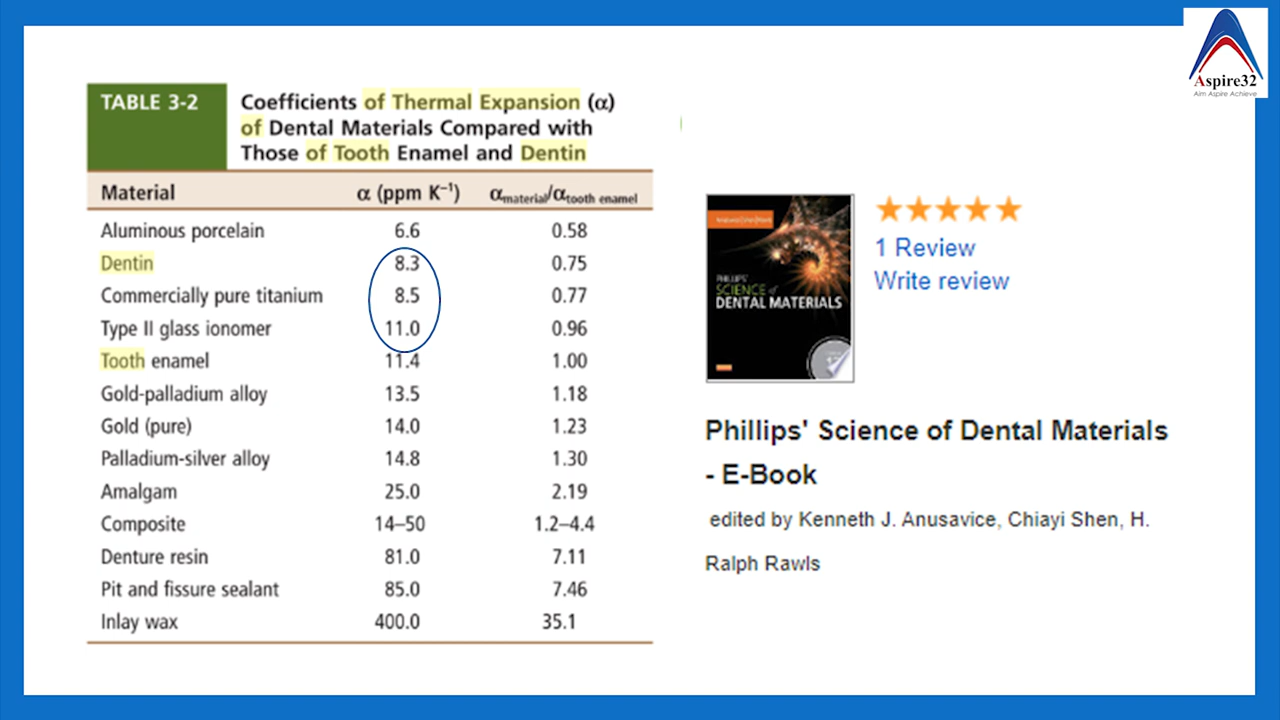 Aspire32
Aim Aspire Achieve
TABLE 3-2
Coefficients of Thermal Expansion (α)
of Dental Materials Compared with
Those of Tooth Enamel and Dentin
Material α (ppm K⁻¹) αmaterial/αtooth enamel
Aluminous porcelain 6.6 0.58
Dentin 8.3 0.75
Commercially pure titanium 8.5 0.77
Type II glass ionomer 11.0 0.96
Tooth enamel 11.4 1.00
Gold-palladium alloy 13.5 1.18
Gold (pure) 14.0 1.23
Palladium-silver alloy 14.8 1.30
Amalgam 25.0 2.19
Composite 14–50 1.2–4.4
Denture resin 81.0 7.11
Pit and fissure sealant 85.0 7.46
Inlay wax 400.0 35.1
PHILLIPS'
SCIENCE of
DENTAL MATERIALS
1 Review
Write review
Phillips' Science of Dental Materials
- E-Book
edited by Kenneth J. Anusavice, Chiayi Shen, H.
Ralph Rawls